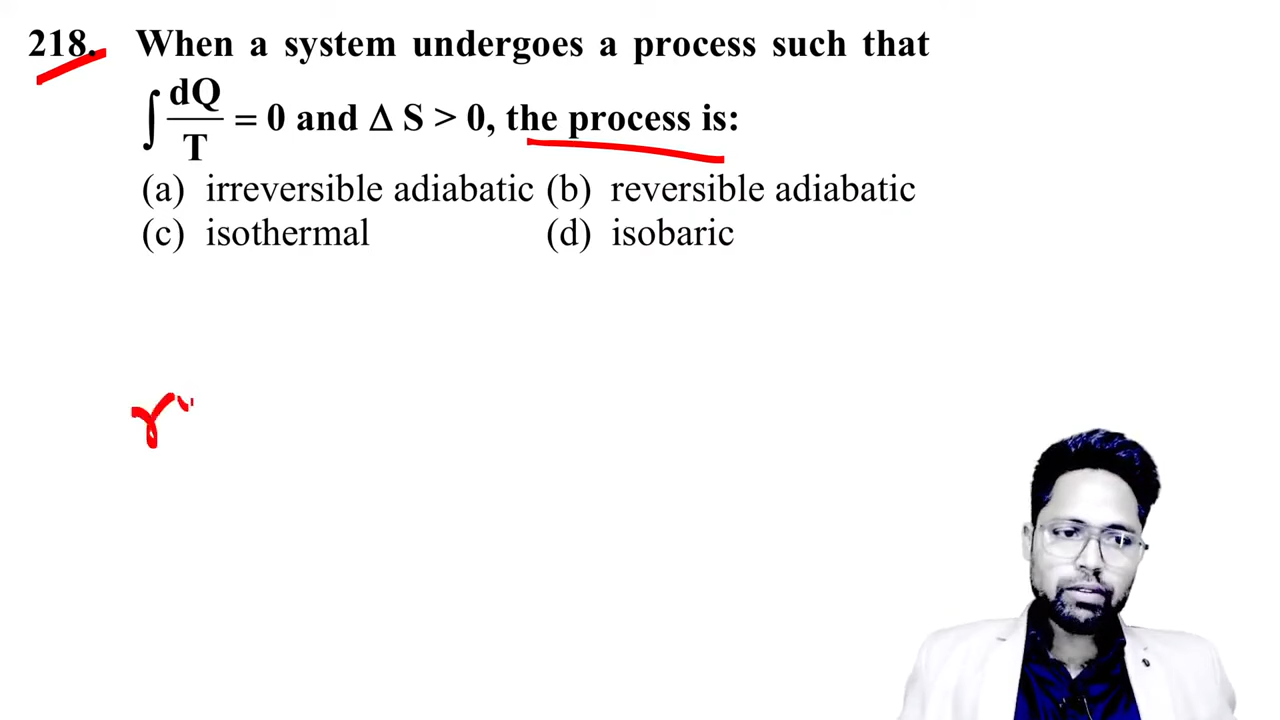 218. When a system undergoes a process such that
∫ dQ/T = 0 and Δ S > 0, the process is:
(a) irreversible adiabatic (b) reversible adiabatic
(c) isothermal (d) isobaric